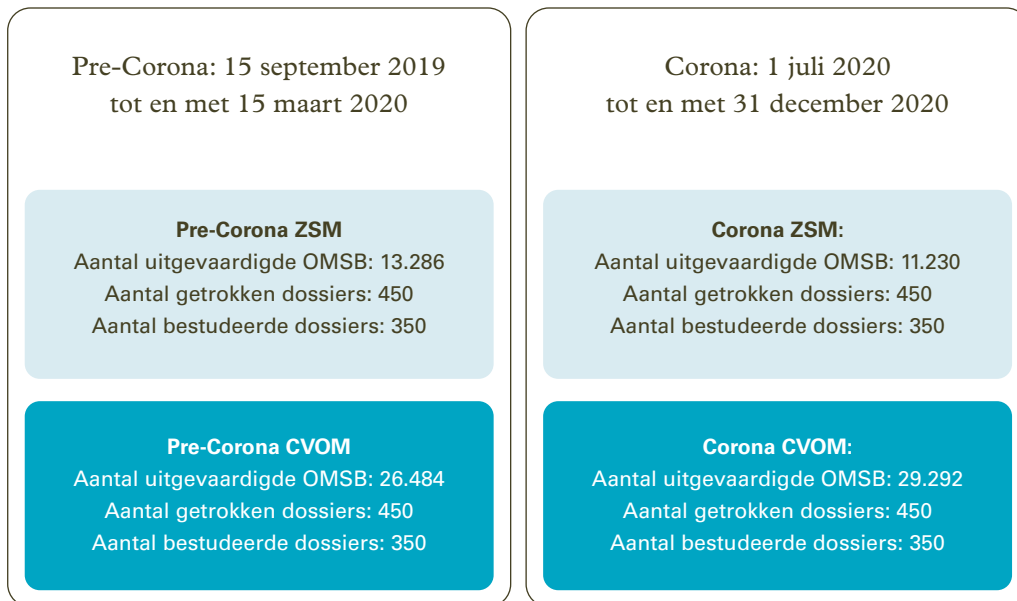 Pre-Corona: 15 september 2019
tot en met 15 maart 2020
Pre-Corona ZSM
Aantal uitgevaardigde OMSB: 13.286
Aantal getrokken dossiers: 450
Aantal bestudeerde dossiers: 350
Pre-Corona CVOM
Aantal uitgevaardigde OMSB: 26.484
Aantal getrokken dossiers: 450
Aantal bestudeerde dossiers: 350
Corona: 1 juli 2020
tot en met 31 december 2020
Corona ZSM:
Aantal uitgevaardigde OMSB: 11.230
Aantal getrokken dossiers: 450
Aantal bestudeerde dossiers: 350
Corona CVOM:
Aantal uitgevaardigde OMSB: 29.292
Aantal getrokken dossiers: 450
Aantal bestudeerde dossiers: 350